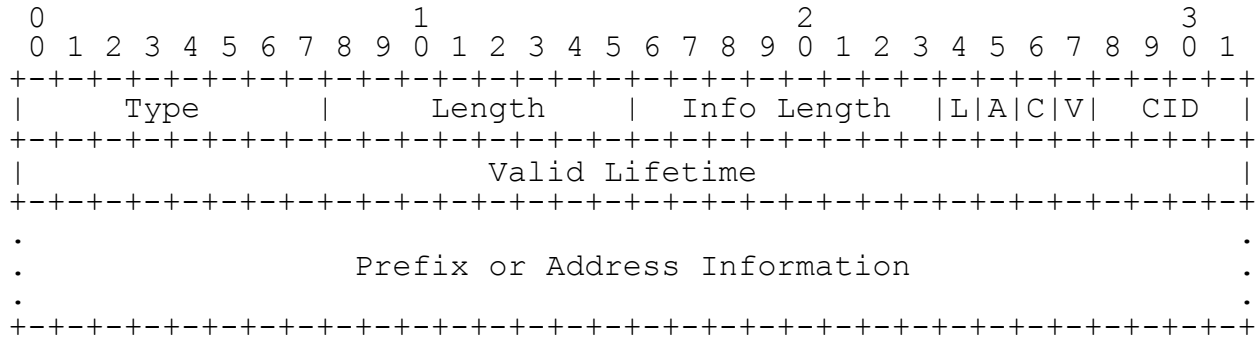 0                   1                   2                   3
 0 1 2 3 4 5 6 7 8 9 0 1 2 3 4 5 6 7 8 9 0 1 2 3 4 5 6 7 8 9 0 1
+-+-+-+-+-+-+-+-+-+-+-+-+-+-+-+-+-+-+-+-+-+-+-+-+-+-+-+-+-+-+-+-+
|     Type      |     Length    |  Info Length  |L|A|C|V|  CID  |
+-+-+-+-+-+-+-+-+-+-+-+-+-+-+-+-+-+-+-+-+-+-+-+-+-+-+-+-+-+-+-+-+
|                        Valid Lifetime                         |
+-+-+-+-+-+-+-+-+-+-+-+-+-+-+-+-+-+-+-+-+-+-+-+-+-+-+-+-+-+-+-+-+
.                                                               .
.                 Prefix or Address Information                 .
.                                                               .
+-+-+-+-+-+-+-+-+-+-+-+-+-+-+-+-+-+-+-+-+-+-+-+-+-+-+-+-+-+-+-+-+